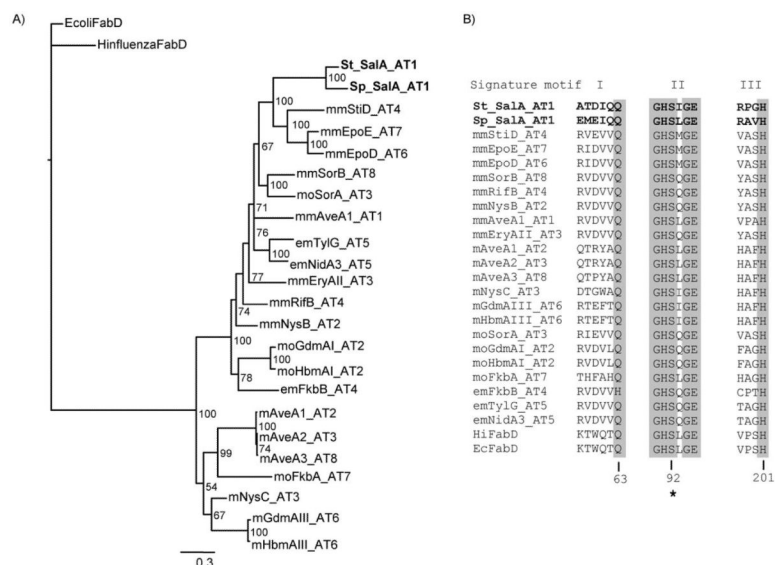 A)
EcoliFabD
HinfluenzaFabD
St_SalA_AT1
100
Sp_SalA_AT1
100
mmStiD_AT4
100
mmEpoE_AT7
100
mmEpoD_AT6
67
mmSorB_AT8
100
moSorA_AT3
71
mmAveA1_AT1
76
emTylG_AT5
100
emNidA3_AT5
77
mmEryAII_AT3
mmRifB_AT4
74
mmNysB_AT2
100
moGdmAI_AT2
100
moHbmAI_AT2
78
emFkbB_AT4
100
mAveA1_AT2
100
mAveA2_AT3
74
mAveA3_AT8
99
moFkbA_AT7
54
mNysC_AT3
67
mGdmAIII_AT6
100
mHbmAIII_AT6
0.3
B)
Signature motif I II III
St_SalA_AT1 ATDIQQ GHSIGE RPGH
Sp_SalA_AT1 EMEIQQ GHSLGE RAVH
mmStiD_AT4 RVEVVQ GHSMGE VASH
mmEpoE_AT7 RIDVVQ GHSMGE VASH
mmEpoD_AT6 RIDVVQ GHSMGE VASH
mmSorB_AT8 RVDVVQ GHSQGE YASH
mmRifB_AT4 RVDVVQ GHSQGE YASH
mmNysB_AT2 RVDVVQ GHSQGE YASH
mmAveA1_AT1 RVDVVQ GHSLGE VPAH
mmEryAII_AT3 RVDVVQ GHSQGE YASH
mAveA1_AT2 QTRYAQ GHSLGE HAFH
mAveA2_AT3 QTRYAQ GHSLGE HAFH
mAveA3_AT8 QTPYAQ GHSLGE HAFH
mNysC_AT3 DTGWAQ GHSIGE HAFH
mGdmAIII_AT6 RTEFTQ GHSIGE HAFH
mHbmAIII_AT6 RTEFTQ GHSIGE HAFH
moSorA_AT3 RIEVVQ GHSQGE VASH
moGdmAI_AT2 RVDVLQ GHSQGE FAGH
moHbmAI_AT2 RVDVLQ GHSQGE FAGH
moFkbA_AT7 THFAHQ GHSLGE HAGH
emFkbB_AT4 RVDVVH GHSQGE CPTH
emTylG_AT5 RVDVVQ GHSQGE TAGH
emNidA3_AT5 RVDVVQ GHSQGE TAGH
HiFabD KTWQTQ GHSLGE VPSH
EcFabD KTWQTQ GHSLGE VPSH
63 92 201
*